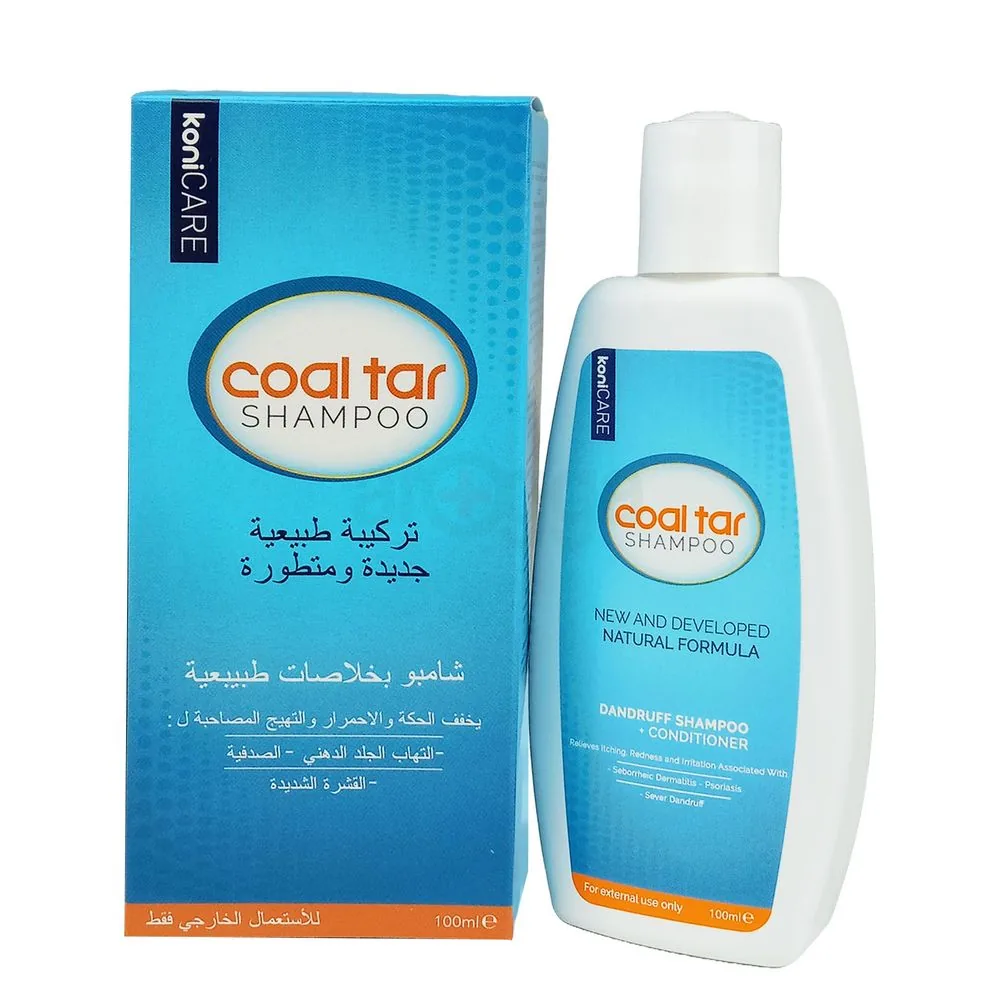 koniCARE
coal tar
SHAMPOO
تركيبة طبيعية
جديدة ومتطورة
شامبو بخلاصات طبيبعية
يخفف الحكة والاحمرار والتهيج المصاحبة ل :
-التهاب الجلد الدهني - الصدفية
-القشرة الشديدة
للأستعمال الخارجي فقط
100ml℮
koniCARE
coal tar
SHAMPOO
NEW AND DEVELOPED
NATURAL FORMULA
DANDRUFF SHAMPOO
+ CONDITIONER
Relieves Itching, Redness and Irritation Associated With
- Seborrheic Dermatitis - Psoriasis
- Sever Dandruff
For external use only
100ml℮